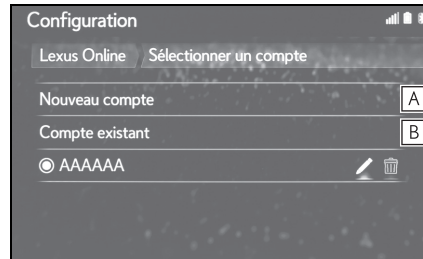 Configuration
Lexus Online Sélectionner un compte
Nouveau compte A
Compte existant B
AAAAAA